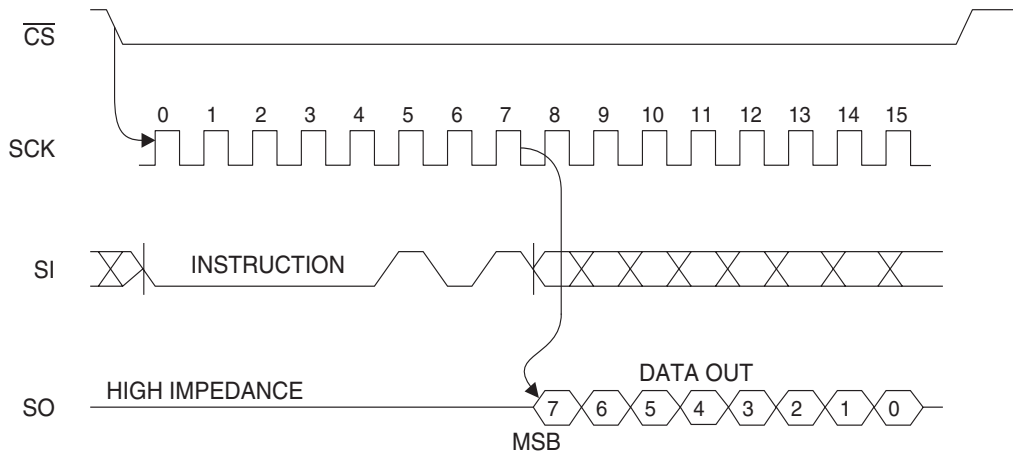 CS
0 1 2 3 4 5 6 7 8 9 10 11 12 13 14 15
SCK
SI
INSTRUCTION
HIGH IMPEDANCE
DATA OUT
SO
7 6 5 4 3 2 1 0
MSB